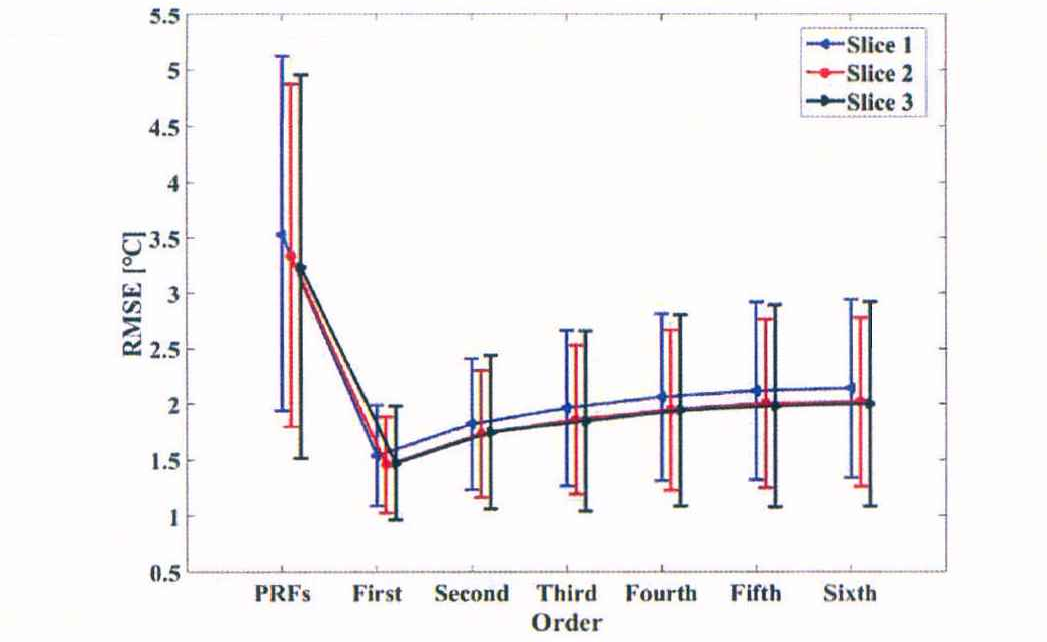 5.5
5
4.5
4
3.5
3
2.5
2
1.5
1
0.5
RMSE [°C]
Slice 1
Slice 2
Slice 3
PRFs First Second Third Fourth Fifth Sixth
Order